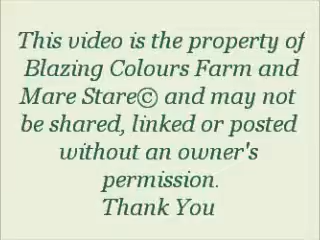 This video is the property of
Blazing Colours Farm and
Mare Stare© and may not
be shared, linked or posted
without an owner's
permission.
Thank You